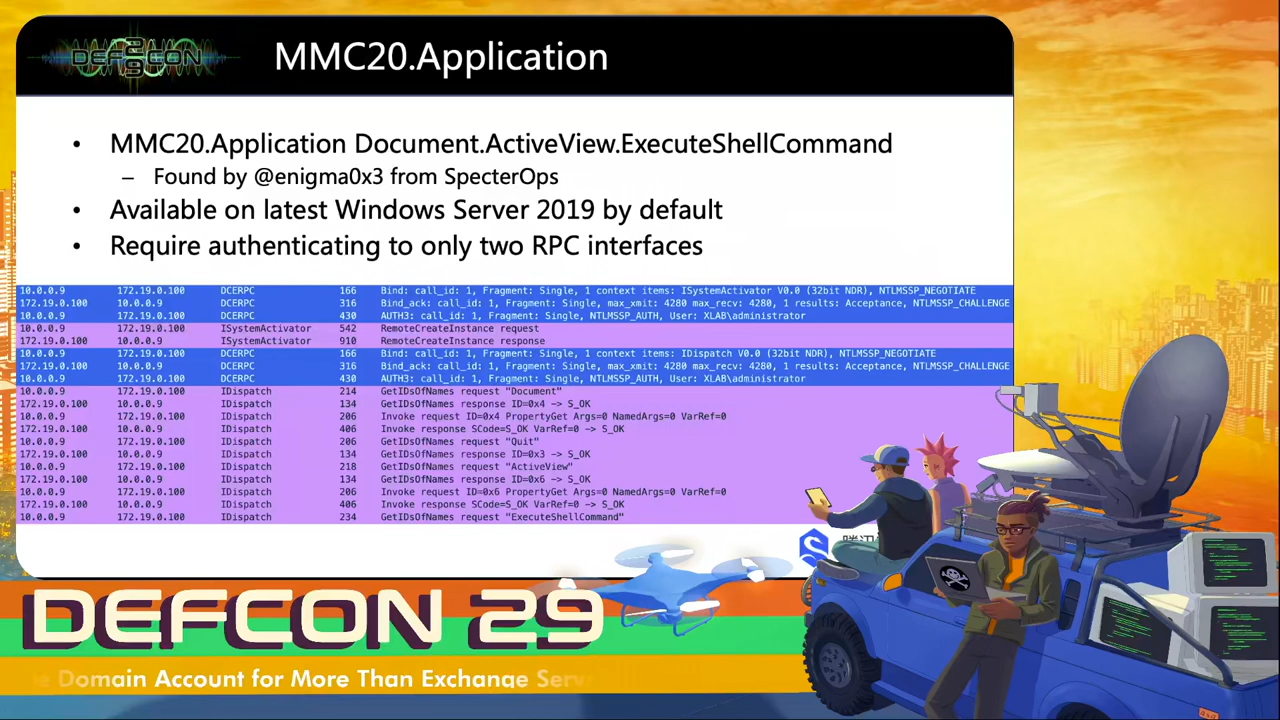 DEFCON
MMC20.Application
• MMC20.Application Document.ActiveView.ExecuteShellCommand
– Found by @enigma0x3 from SpecterOps
• Available on latest Windows Server 2019 by default
• Require authenticating to only two RPC interfaces
10.0.0.9 172.19.0.100 DCERPC 166 Bind: call_id: 1, Fragment: Single, 1 context items: ISystemActivator V0.0 (32bit NDR), NTLMSSP_NEGOTIATE
172.19.0.100 10.0.0.9 DCERPC 316 Bind_ack: call_id: 1, Fragment: Single, max_xmit: 4280 max_recv: 4280, 1 results: Acceptance, NTLMSSP_CHALLENGE
10.0.0.9 172.19.0.100 DCERPC 430 AUTH3: call_id: 1, Fragment: Single, NTLMSSP_AUTH, User: XLAB\administrator
10.0.0.9 172.19.0.100 ISystemActivator 542 RemoteCreateInstance request
172.19.0.100 10.0.0.9 ISystemActivator 910 RemoteCreateInstance response
10.0.0.9 172.19.0.100 DCERPC 166 Bind: call_id: 1, Fragment: Single, 1 context items: IDispatch V0.0 (32bit NDR), NTLMSSP_NEGOTIATE
172.19.0.100 10.0.0.9 DCERPC 316 Bind_ack: call_id: 1, Fragment: Single, max_xmit: 4280 max_recv: 4280, 1 results: Acceptance, NTLMSSP_CHALLENGE
10.0.0.9 172.19.0.100 DCERPC 430 AUTH3: call_id: 1, Fragment: Single, NTLMSSP_AUTH, User: XLAB\administrator
10.0.0.9 172.19.0.100 IDispatch 214 GetIDsOfNames request "Document"
172.19.0.100 10.0.0.9 IDispatch 134 GetIDsOfNames response ID=0x4 -> S_OK
10.0.0.9 172.19.0.100 IDispatch 206 Invoke request ID=0x4 PropertyGet Args=0 NamedArgs=0 VarRef=0
172.19.0.100 10.0.0.9 IDispatch 406 Invoke response SCode=S_OK VarRef=0 -> S_OK
10.0.0.9 172.19.0.100 IDispatch 206 GetIDsOfNames request "Quit"
172.19.0.100 10.0.0.9 IDispatch 134 GetIDsOfNames response ID=0x3 -> S_OK
10.0.0.9 172.19.0.100 IDispatch 218 GetIDsOfNames request "ActiveView"
172.19.0.100 10.0.0.9 IDispatch 134 GetIDsOfNames response ID=0x6 -> S_OK
10.0.0.9 172.19.0.100 IDispatch 206 Invoke request ID=0x6 PropertyGet Args=0 NamedArgs=0 VarRef=0
172.19.0.100 10.0.0.9 IDispatch 406 Invoke response SCode=S_OK VarRef=0 -> S_OK
10.0.0.9 172.19.0.100 IDispatch 234 GetIDsOfNames request "ExecuteShellCommand"
DEFCON 29
Domain Account for More Than Exchange